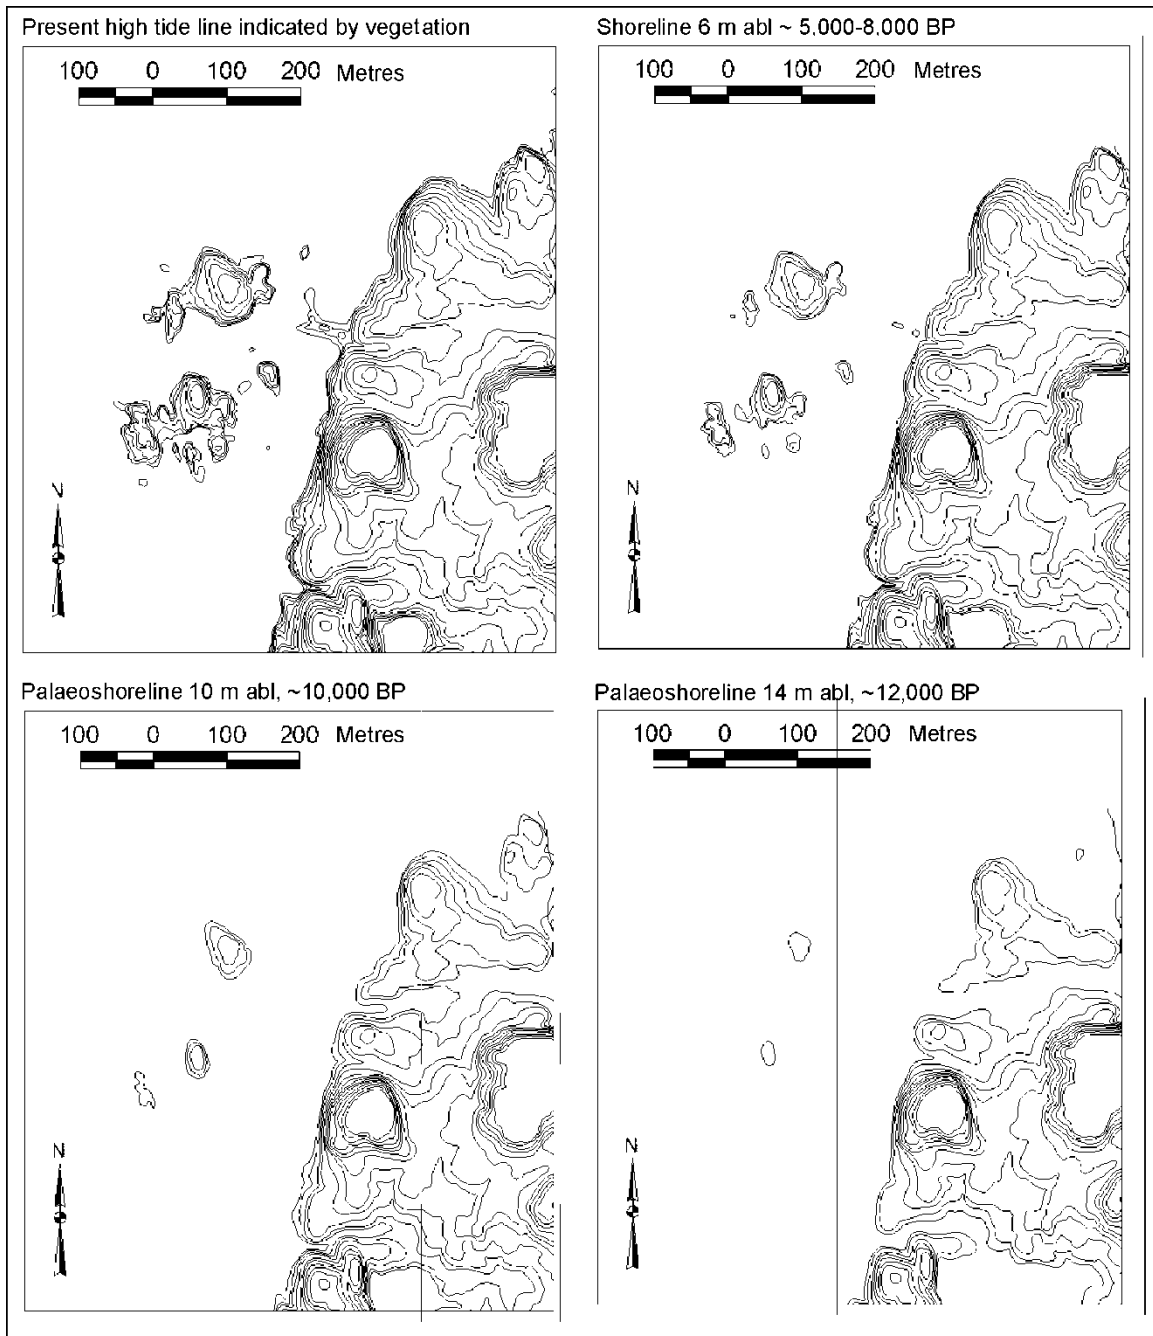 Present high tide line indicated by vegetation
100 0 100 200 Metres
N
Shoreline 6 m abl ~ 5,000-8,000 BP
100 0 100 200 Metres
N
Palaeoshoreline 10 m abl, ~10,000 BP
100 0 100 200 Metres
N
Palaeoshoreline 14 m abl, ~12,000 BP
100 0 100 200 Metres
N